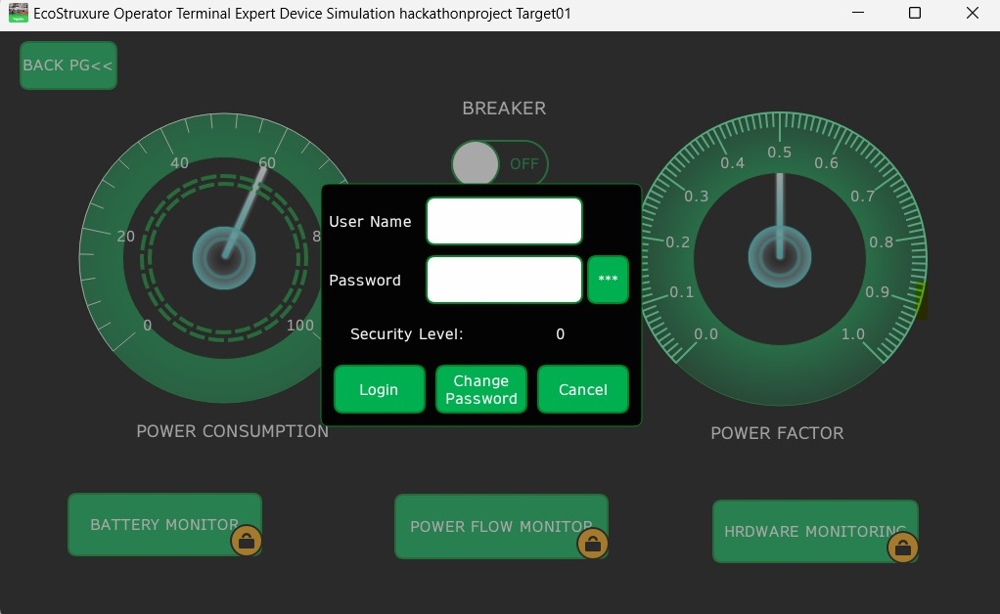 EcoStruxure Operator Terminal Expert Device Simulation hackathonproject Target01
BACK PG<<
BREAKER
OFF
0
20
40
60
8
100
POWER CONSUMPTION
User Name
Password
***
Security Level: 0
Login
Change
Password
Cancel
0.0
0.1
0.2
0.3
0.4
0.5
0.6
0.7
0.8
0.9
1.0
POWER FACTOR
BATTERY MONITOR
POWER FLOW MONITOR
HRDWARE MONITORING